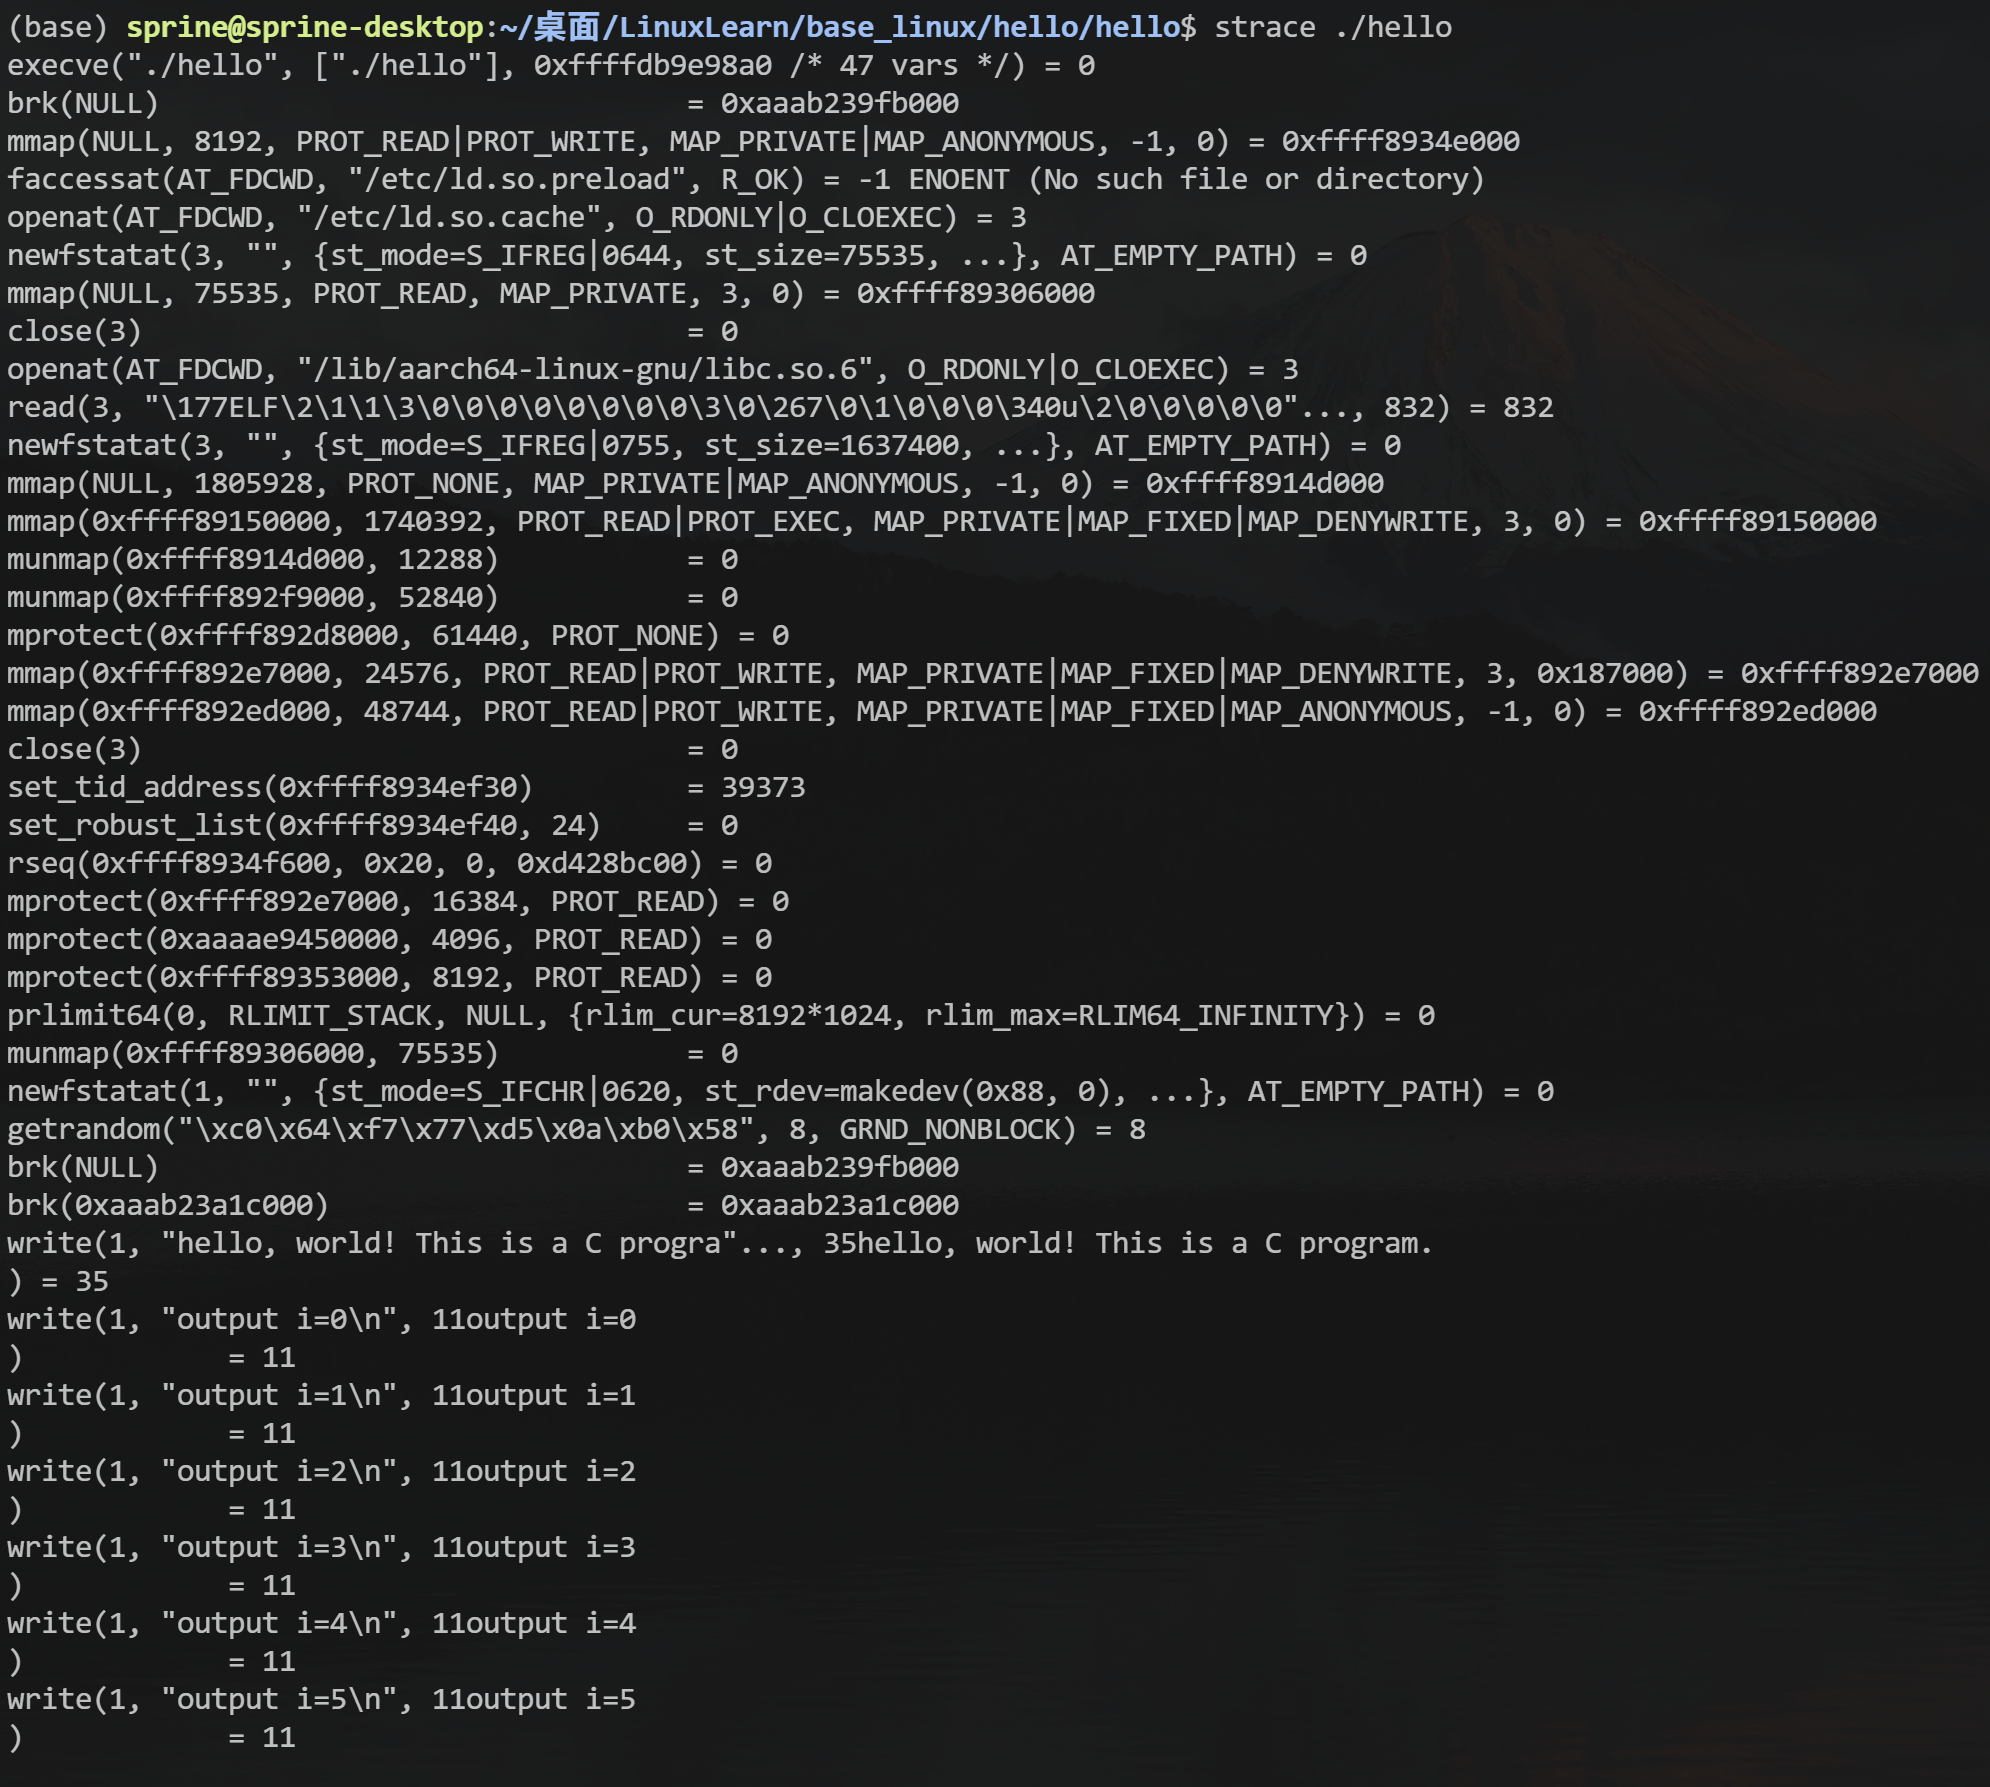 (base) sprine@sprine-desktop:~/桌面/LinuxLearn/base_linux/hello/hello$ strace ./hello
execve("./hello", ["./hello"], 0xffffdb9e98a0 /* 47 vars */) = 0
brk(NULL)                               = 0xaaab239fb000
mmap(NULL, 8192, PROT_READ|PROT_WRITE, MAP_PRIVATE|MAP_ANONYMOUS, -1, 0) = 0xffff8934e000
faccessat(AT_FDCWD, "/etc/ld.so.preload", R_OK) = -1 ENOENT (No such file or directory)
openat(AT_FDCWD, "/etc/ld.so.cache", O_RDONLY|O_CLOEXEC) = 3
newfstatat(3, "", {st_mode=S_IFREG|0644, st_size=75535, ...}, AT_EMPTY_PATH) = 0
mmap(NULL, 75535, PROT_READ, MAP_PRIVATE, 3, 0) = 0xffff89306000
close(3)                                = 0
openat(AT_FDCWD, "/lib/aarch64-linux-gnu/libc.so.6", O_RDONLY|O_CLOEXEC) = 3
read(3, "\177ELF\2\1\1\3\0\0\0\0\0\0\0\0\3\0\267\0\1\0\0\0\340u\2\0\0\0\0\0"..., 832) = 832
newfstatat(3, "", {st_mode=S_IFREG|0755, st_size=1637400, ...}, AT_EMPTY_PATH) = 0
mmap(NULL, 1805928, PROT_NONE, MAP_PRIVATE|MAP_ANONYMOUS, -1, 0) = 0xffff8914d000
mmap(0xffff89150000, 1740392, PROT_READ|PROT_EXEC, MAP_PRIVATE|MAP_FIXED|MAP_DENYWRITE, 3, 0) = 0xffff89150000
munmap(0xffff8914d000, 12288)           = 0
munmap(0xffff892f9000, 52840)           = 0
mprotect(0xffff892d8000, 61440, PROT_NONE) = 0
mmap(0xffff892e7000, 24576, PROT_READ|PROT_WRITE, MAP_PRIVATE|MAP_FIXED|MAP_DENYWRITE, 3, 0x187000) = 0xffff892e7000
mmap(0xffff892ed000, 48744, PROT_READ|PROT_WRITE, MAP_PRIVATE|MAP_FIXED|MAP_ANONYMOUS, -1, 0) = 0xffff892ed000
close(3)                                = 0
set_tid_address(0xffff8934ef30)         = 39373
set_robust_list(0xffff8934ef40, 24)     = 0
rseq(0xffff8934f600, 0x20, 0, 0xd428bc00) = 0
mprotect(0xffff892e7000, 16384, PROT_READ) = 0
mprotect(0xaaaae9450000, 4096, PROT_READ) = 0
mprotect(0xffff89353000, 8192, PROT_READ) = 0
prlimit64(0, RLIMIT_STACK, NULL, {rlim_cur=8192*1024, rlim_max=RLIM64_INFINITY}) = 0
munmap(0xffff89306000, 75535)           = 0
newfstatat(1, "", {st_mode=S_IFCHR|0620, st_rdev=makedev(0x88, 0), ...}, AT_EMPTY_PATH) = 0
getrandom("\xc0\x64\xf7\x77\xd5\x0a\xb0\x58", 8, GRND_NONBLOCK) = 8
brk(NULL)                               = 0xaaab239fb000
brk(0xaaab23a1c000)                     = 0xaaab23a1c000
write(1, "hello, world! This is a C progra"..., 35hello, world! This is a C program.
) = 35
write(1, "output i=0\n", 11output i=0
)            = 11
write(1, "output i=1\n", 11output i=1
)            = 11
write(1, "output i=2\n", 11output i=2
)            = 11
write(1, "output i=3\n", 11output i=3
)            = 11
write(1, "output i=4\n", 11output i=4
)            = 11
write(1, "output i=5\n", 11output i=5
)            = 11